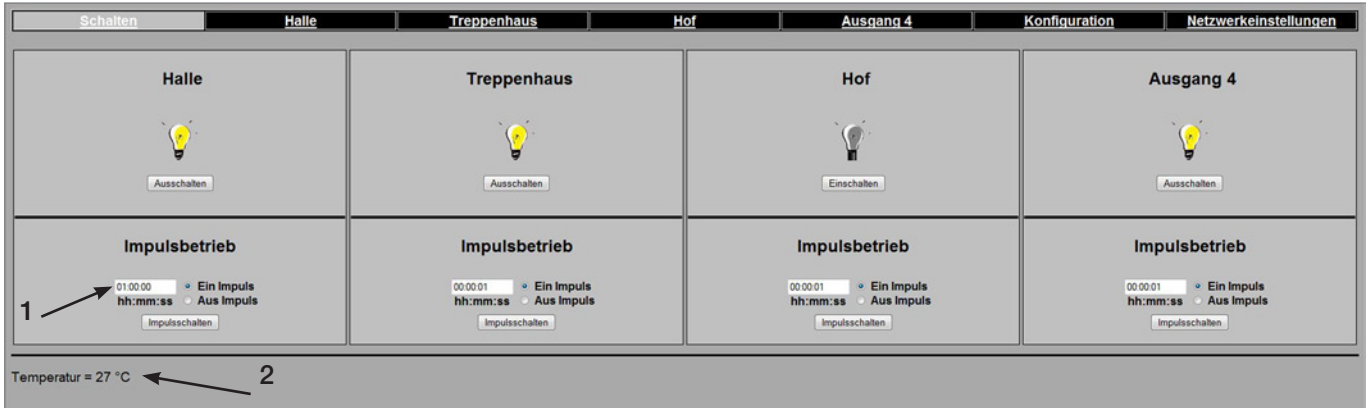 Schalten Halle Treppenhaus Hof Ausgang 4 Konfiguration Netzwerkeinstellungen
Halle Treppenhaus Hof Ausgang 4
Ausschalten Ausschalten Einschalten Ausschalten
Impulsbetrieb Impulsbetrieb Impulsbetrieb Impulsbetrieb
01:00:00 Ein Impuls 00:00:01 Ein Impuls 00:00:01 Ein Impuls 00:00:01 Ein Impuls
hh:mm:ss Aus Impuls hh:mm:ss Aus Impuls hh:mm:ss Aus Impuls hh:mm:ss Aus Impuls
1
Impulsschalten Impulsschalten Impulsschalten Impulsschalten
Temperatur = 27 °C 2